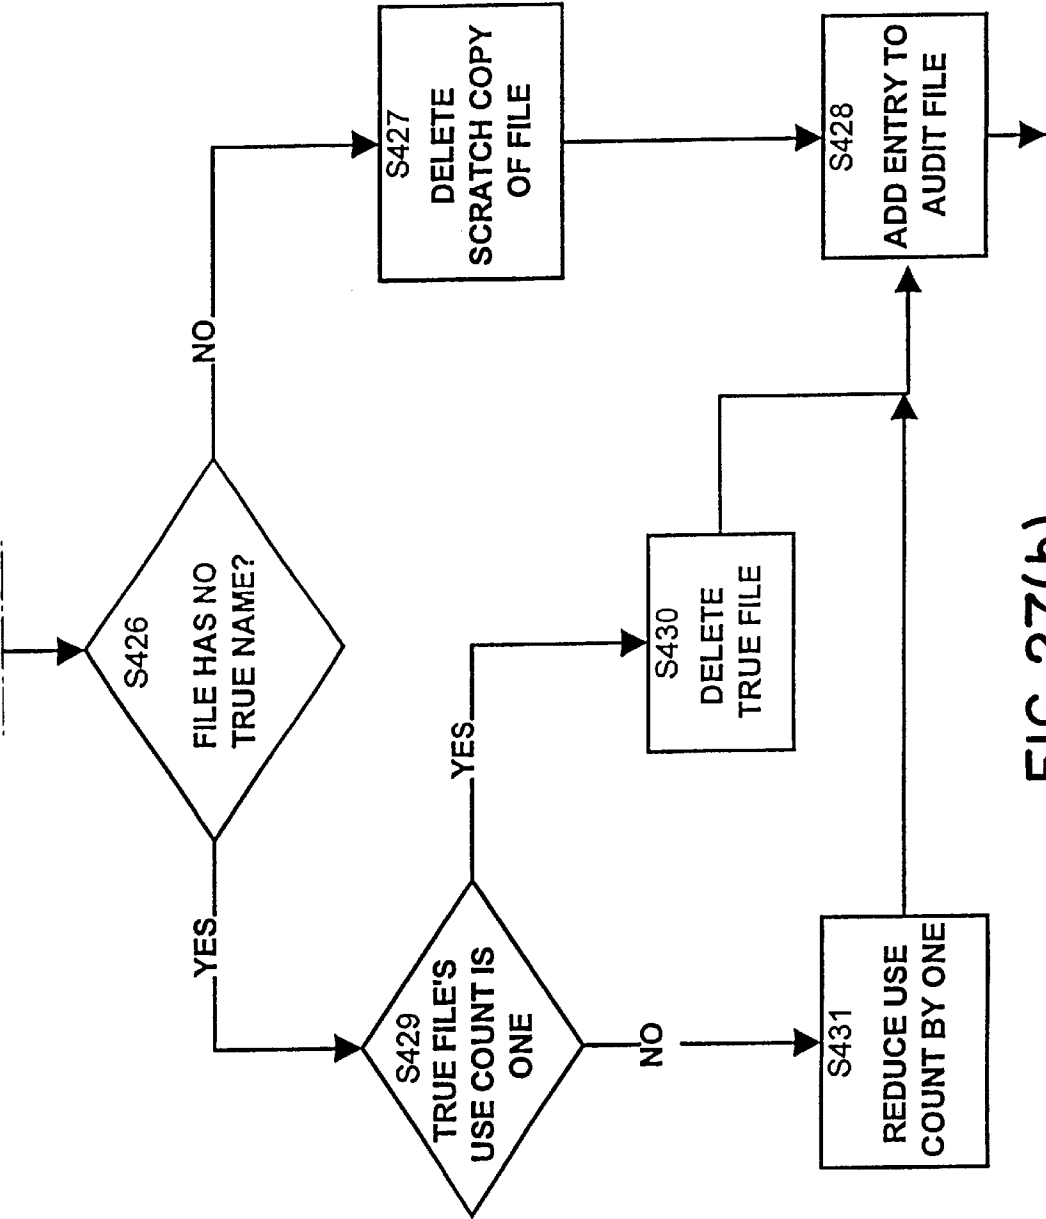 S426
FILE HAS NO
TRUE NAME?
YES
NO
S427
DELETE
SCRATCH COPY
OF FILE
S429
TRUE FILE'S
USE COUNT IS
ONE
YES
NO
S430
DELETE
TRUE FILE
S431
REDUCE USE
COUNT BY ONE
S428
ADD ENTRY TO
AUDIT FILE
FIG. 27(b)